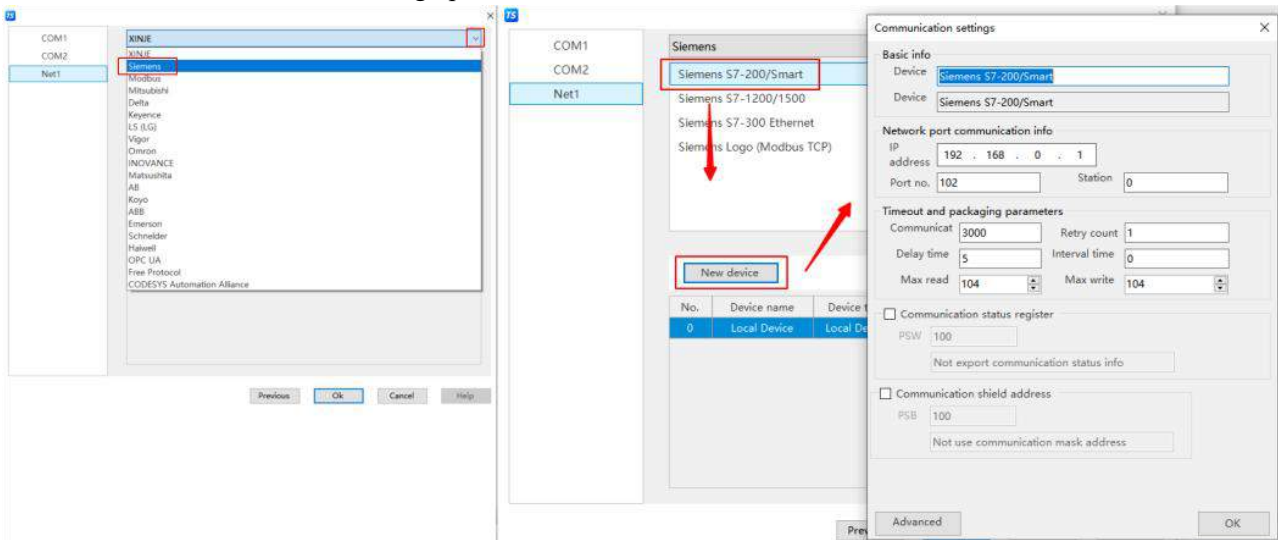 TS
COM1
COM2
Net1
XINJE
XINJE
Siemens
Modbus
Mitsubishi
Delta
Keyence
LS (LG)
Vigor
Omron
INOVANCE
Matsushita
AB
Koyo
ABB
Emerson
Schneider
Haiwell
OPC UA
Free Protocol
CODESYS Automation Alliance
Previous Ok Cancel Help
TS
COM1
COM2
Net1
Siemens
Siemens S7-200/Smart
Siemens S7-1200/1500
Siemens S7-300 Ethernet
Siemens Logo (Modbus TCP)
New device
No. Device name Device t
0 Local Device Local De
Prev
Communication settings
Basic info
Device Siemens S7-200/Smart
Device Siemens S7-200/Smart
Network port communication info
IP address 192 . 168 . 0 . 1
Port no. 102 Station 0
Timeout and packaging parameters
Communicat 3000 Retry count 1
Delay time 5 Interval time 0
Max read 104 Max write 104
Communication status register
PSW 100
Not export communication status info
Communication shield address
PSB 100
Not use communication mask address
Advanced OK